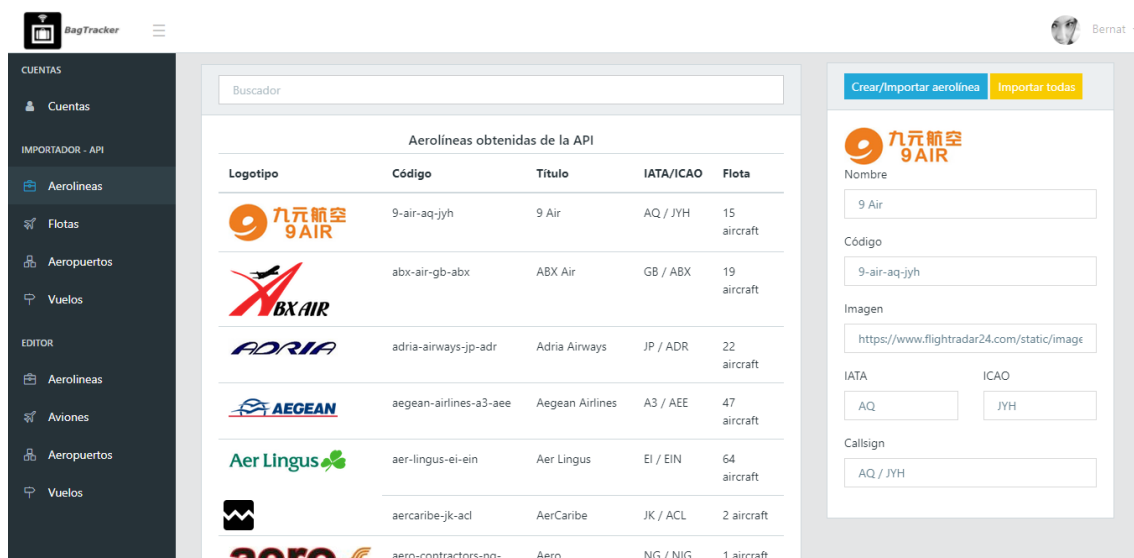 BagTracker
Bernat
CUENTAS
Cuentas
IMPORTADOR - API
Aerolineas
Flotas
Aeropuertos
Vuelos
EDITOR
Aerolineas
Aviones
Aeropuertos
Vuelos
Buscador
Aerolíneas obtenidas de la API
Logotipo Código Título IATA/ICAO Flota
九元航空
9AIR
9-air-aq-jyh 9 Air AQ / JYH 15
aircraft
ABX AIR
abx-air-gb-abx ABX Air GB / ABX 19
aircraft
ADRIA
adria-airways-jp-adr Adria Airways JP / ADR 22
aircraft
AEGEAN
aegean-airlines-a3-aee Aegean Airlines A3 / AEE 47
aircraft
Aer Lingus
aer-lingus-ei-ein Aer Lingus EI / EIN 64
aircraft
aercaribe-jk-acl AerCaribe JK / ACL 2 aircraft
aero
aero-contractors-ng- Aero NG / NIG 1 aircraft
Crear/Importar aerolínea Importar todas
九元航空
9AIR
Nombre
9 Air
Código
9-air-aq-jyh
Imagen
https://www.flightradar24.com/static/image
IATA ICAO
AQ JYH
Callsign
AQ / JYH